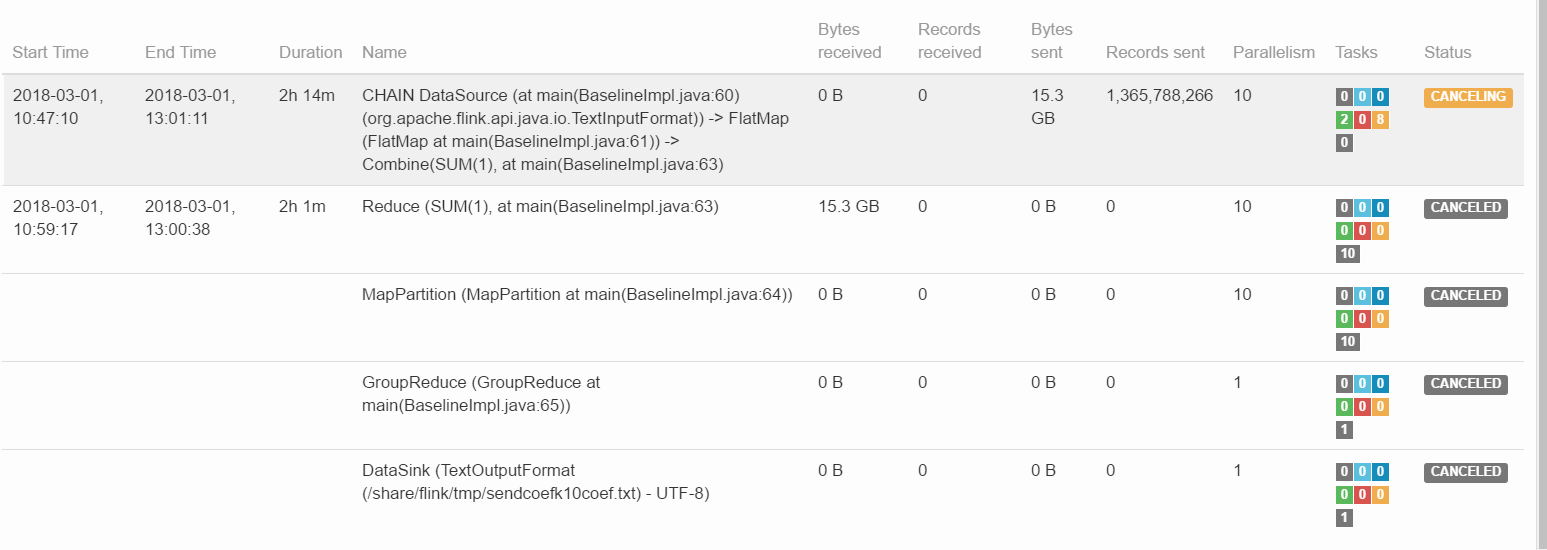 Start Time End Time Duration Name Bytes received Records received Bytes sent Records sent Parallelism Tasks Status
2018-03-01, 2018-03-01, 2h 14m CHAIN DataSource (at main(BaselineImpl.java:60) 0 B 0 15.3 1,365,788,266 10 0 0 0 CANCELING
10:47:10 13:01:11 (org.apache.flink.api.java.io.TextInputFormat)) -> FlatMap GB 2 0 8
(FlatMap at main(BaselineImpl.java:61)) -> 0
Combine(SUM(1), at main(BaselineImpl.java:63)
2018-03-01, 2018-03-01, 2h 1m Reduce (SUM(1), at main(BaselineImpl.java:63) 15.3 GB 0 0 B 0 10 0 0 0 CANCELED
10:59:17 13:00:38 0 0 0
10
MapPartition (MapPartition at main(BaselineImpl.java:64)) 0 B 0 0 B 0 10 0 0 0 CANCELED
0 0 0
10
GroupReduce (GroupReduce at 0 B 0 0 B 0 1 0 0 0 CANCELED
main(BaselineImpl.java:65)) 0 0 0
1
DataSink (TextOutputFormat 0 B 0 0 B 0 1 0 0 0 CANCELED
(/share/flink/tmp/sendcoefk10coef.txt) - UTF-8) 0 0 0
1